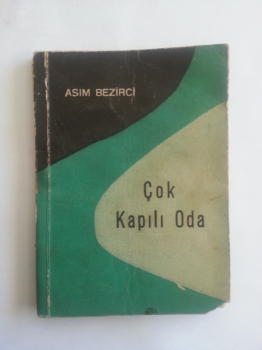 ASIM BEZİRCİ
Çok
Kapılı Oda